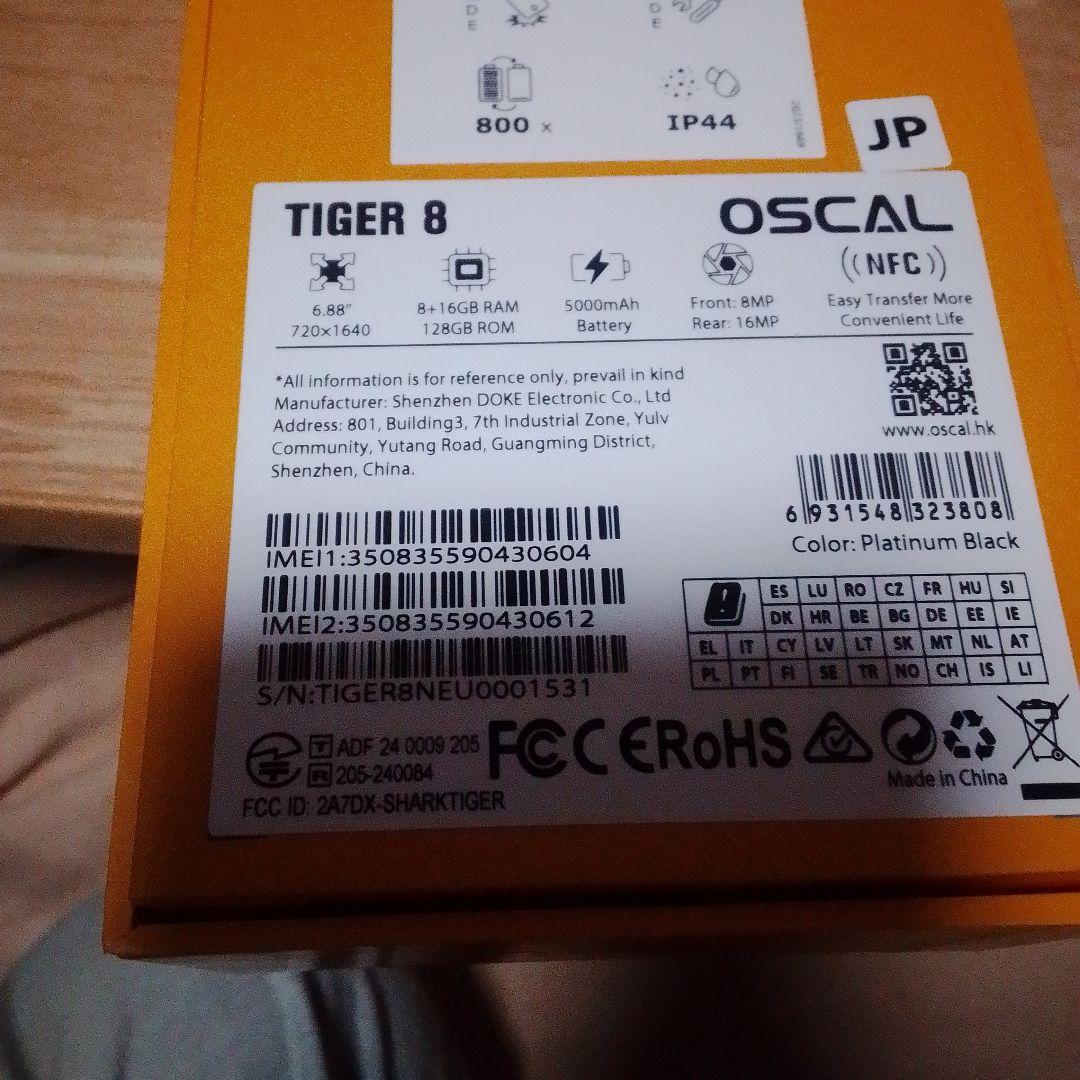 D
E
D
E
800 x
IP44
JP
TIGER 8
OSCAL
6.88"
720×1640
8+16GB RAM
128GB ROM
5000mAh
Battery
Front: 8MP
Rear: 16MP
((NFC))
Easy Transfer More
Convenient Life
*All information is for reference only, prevail in kind
Manufacturer: Shenzhen DOKE Electronic Co., Ltd
Address: 801, Building3, 7th Industrial Zone, Yulv
Community, Yutang Road, Guangming District,
Shenzhen, China.
www.oscal.hk
6 931548 323808
Color: Platinum Black
IMEI1:350835590430604
IMEI2:350835590430612
S/N:TIGER8NEU0001531
ES LU RO CZ FR HU SI
DK HR BE BG DE EE IE
EL IT CY LV LT SK MT NL AT
PL PT FI SE TR NO CH IS LI
T ADF 24 0009 205
R 205-240084
FC CE RoHS
Made in China
FCC ID: 2A7DX-SHARKTIGER